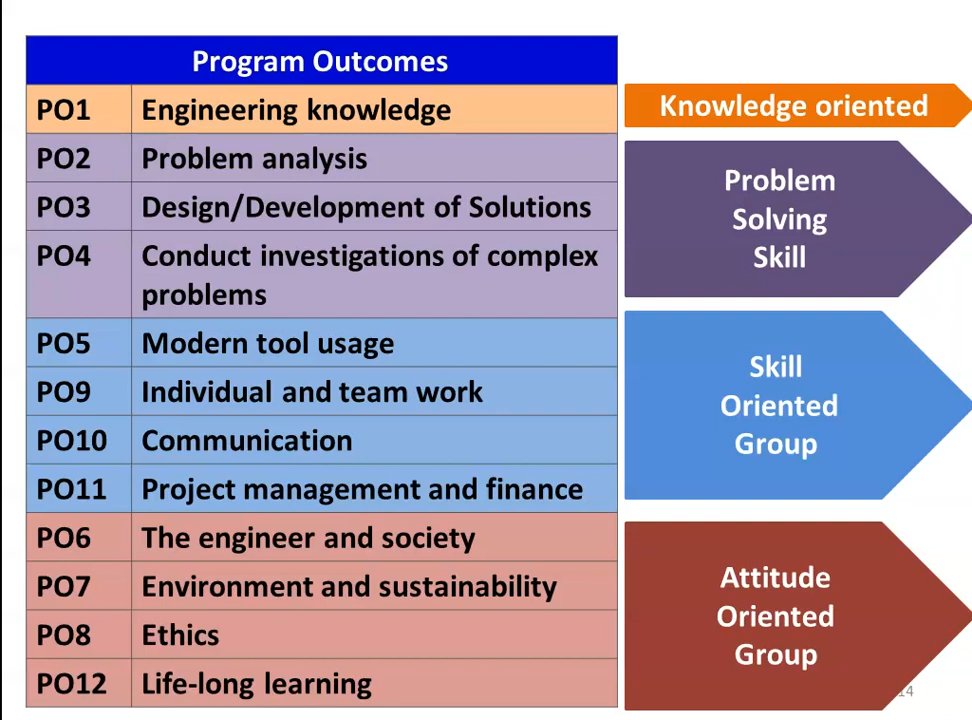 Program Outcomes
PO1 Engineering knowledge
PO2 Problem analysis
PO3 Design/Development of Solutions
PO4 Conduct investigations of complex
problems
PO5 Modern tool usage
PO9 Individual and team work
PO10 Communication
PO11 Project management and finance
PO6 The engineer and society
PO7 Environment and sustainability
PO8 Ethics
PO12 Life-long learning
Knowledge oriented
Problem
Solving
Skill
Skill
Oriented
Group
Attitude
Oriented
Group
14